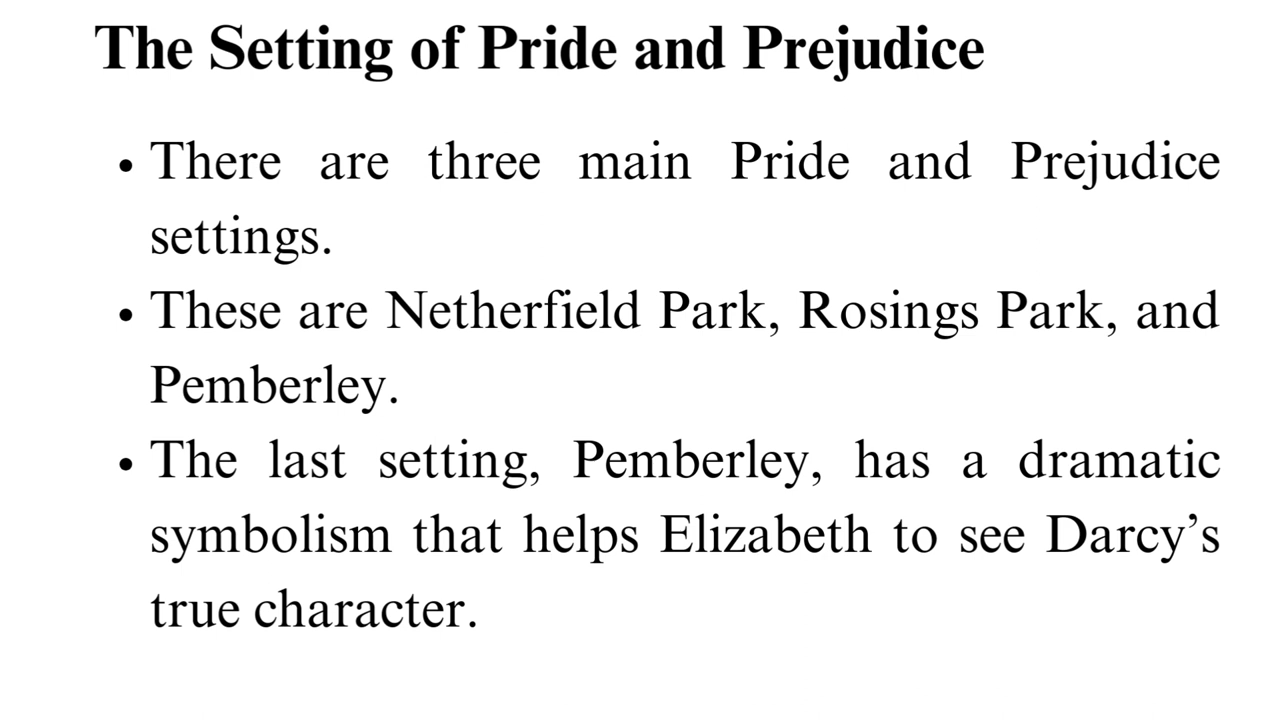 The Setting of Pride and Prejudice
• There are three main Pride and Prejudice
settings.
• These are Netherfield Park, Rosings Park, and
Pemberley.
• The last setting, Pemberley, has a dramatic
symbolism that helps Elizabeth to see Darcy’s
true character.